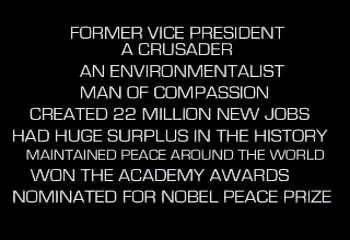 FORMER VICE PRESIDENT
A CRUSADER
AN ENVIRONMENTALIST
MAN OF COMPASSION
CREATED 22 MILLION NEW JOBS
HAD HUGE SURPLUS IN THE HISTORY
MAINTAINED PEACE AROUND THE WORLD
WON THE ACADEMY AWARDS
NOMINATED FOR NOBEL PEACE PRIZE